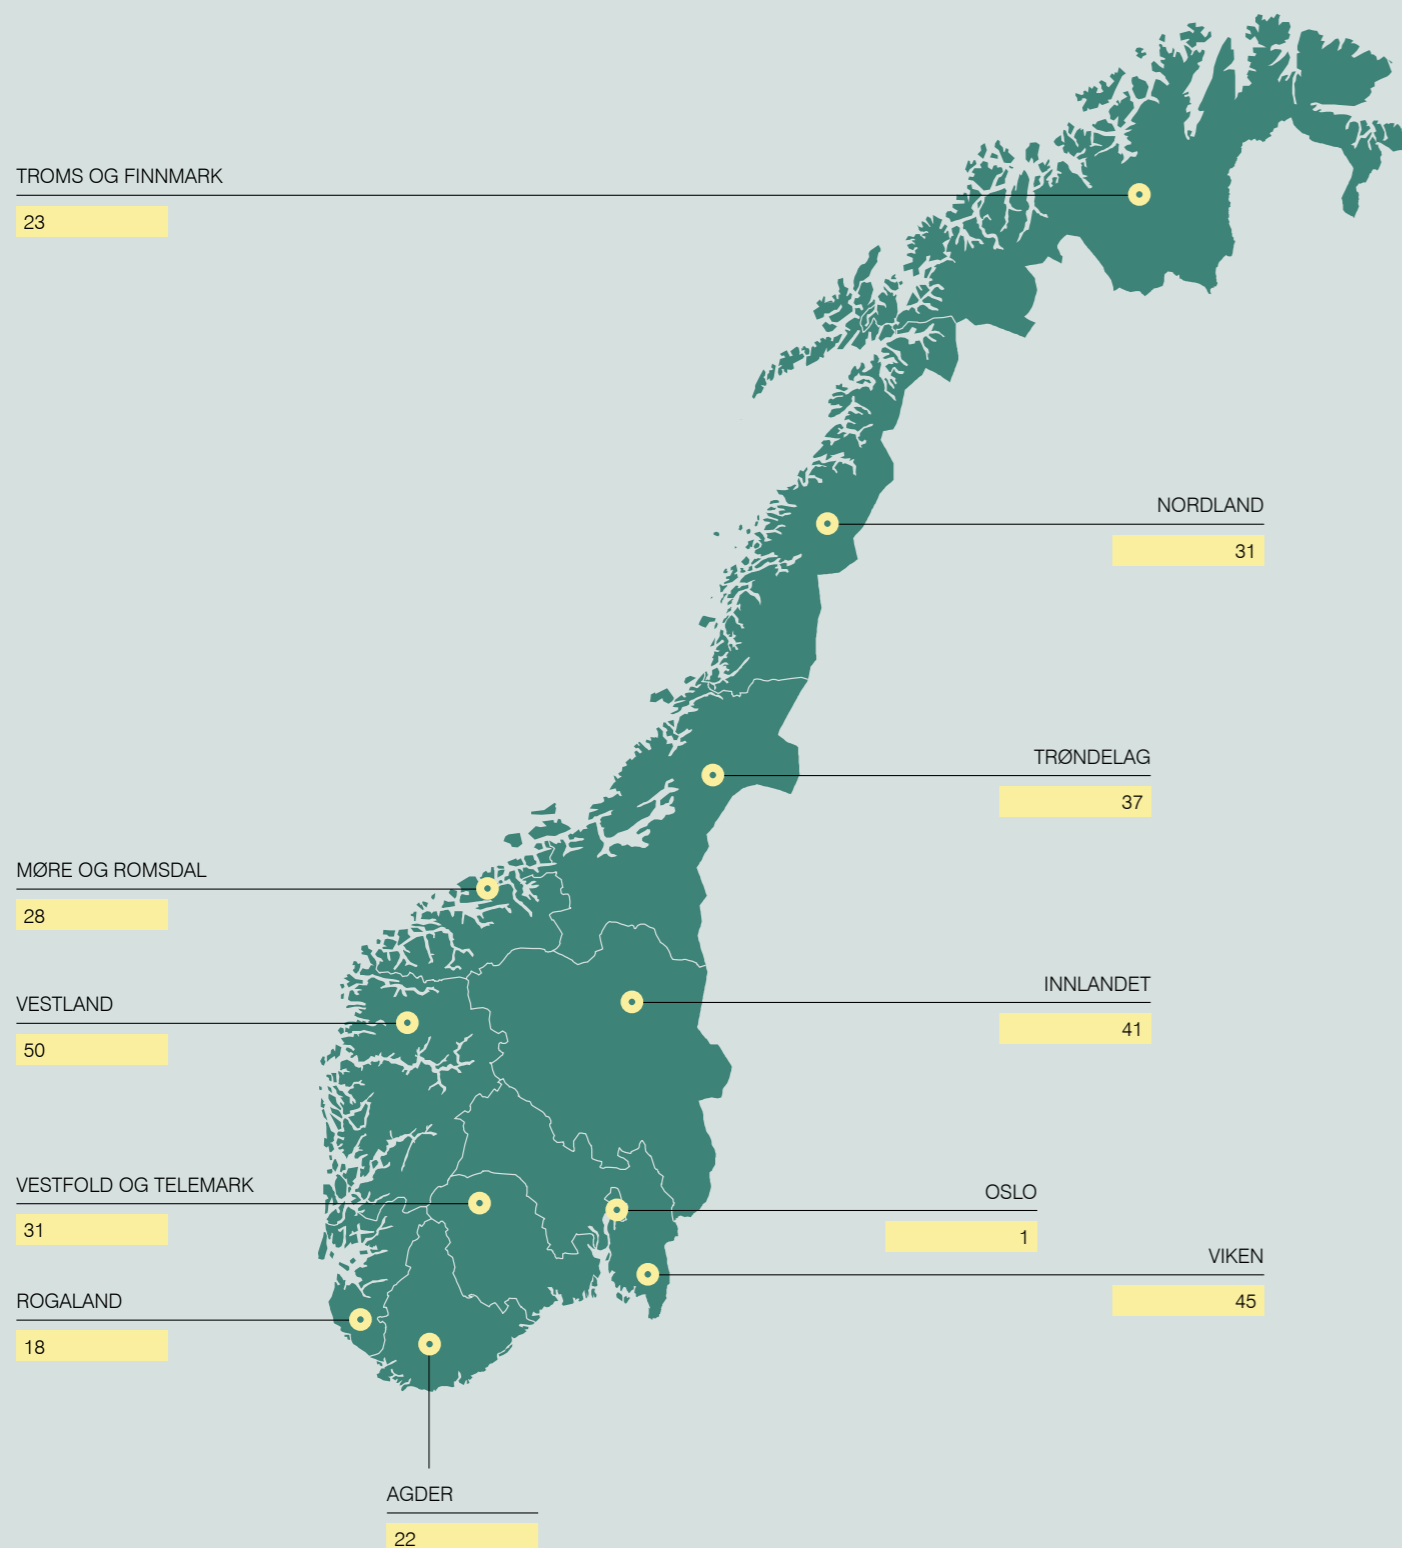 TROMS OG FINNMARK
23
NORDLAND
31
TRØNDELAG
37
MØRE OG ROMSDAL
28
INNLANDET
41
VESTLAND
50
VESTFOLD OG TELEMARK
31
OSLO
1
VIKEN
45
ROGALAND
18
AGDER
22